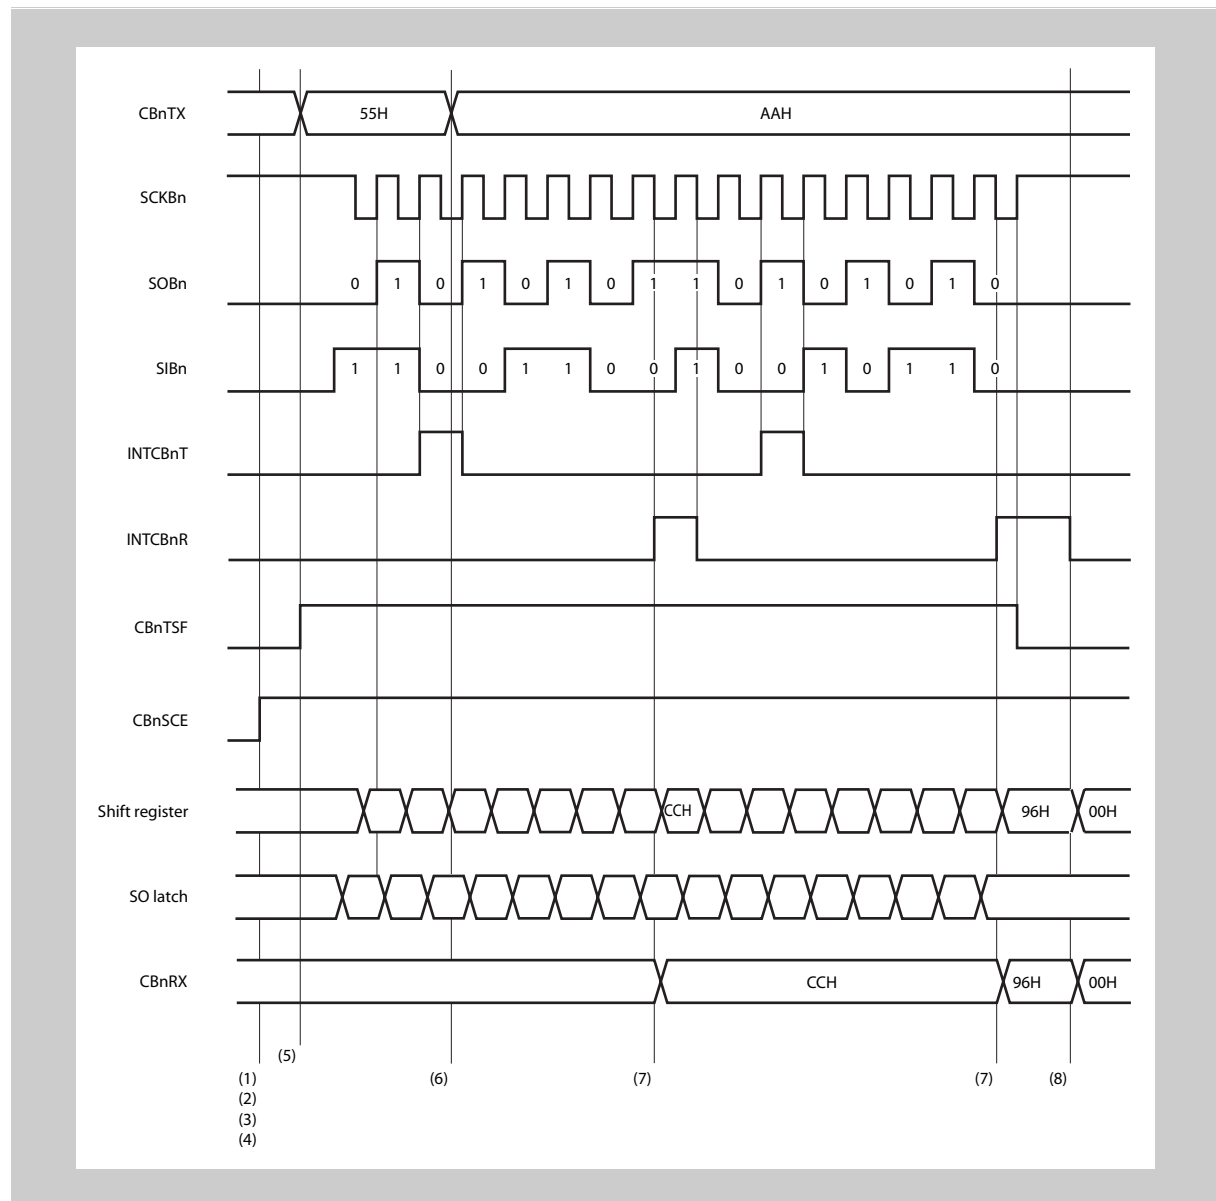 CBnTX 55H AAH
SCKBn
SOBn 0 1 0 1 0 1 0 1 1 0 1 0 1 0 1 0
SIBn 1 1 0 0 1 1 0 0 1 0 0 1 0 1 1 0
INTCBnT
INTCBnR
CBnTSF
CBnSCE
Shift register CCH 96H 00H
SO latch
CBnRX CCH 96H 00H
(5)
(1) (6) (7) (7) (8)
(2)
(3)
(4)